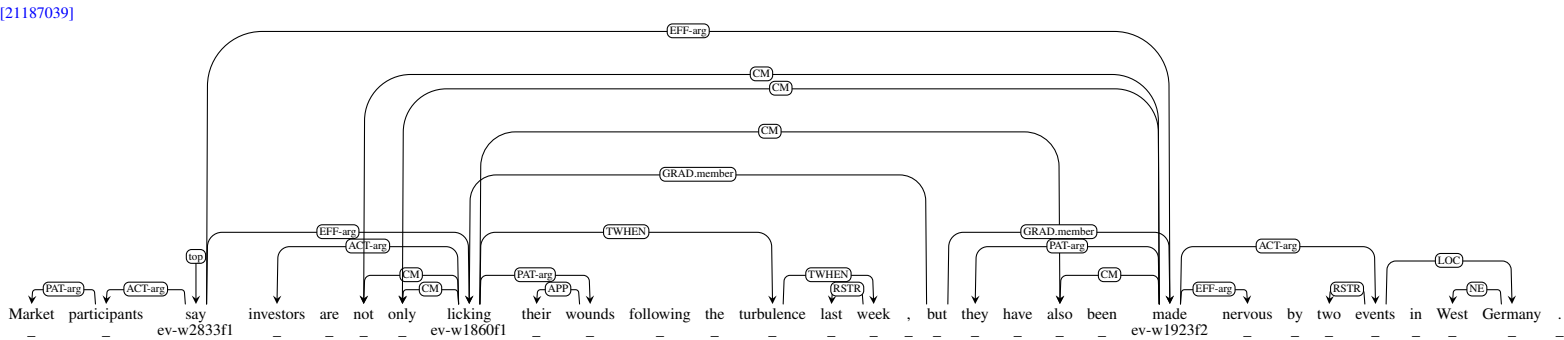 [21187039]
EFF-arg
CM
CM
CM
GRAD.member
EFF-arg TWHEN GRAD.member
ACT-arg PAT-arg ACT-arg
top
CM PAT-arg TWHEN CM LOC
PAT-arg ACT-arg CM APP RSTR EFF-arg RSTR NE
Market participants say investors are not only licking their wounds following the turbulence last week , but they have also been made nervous by two events in West Germany .
ev-w2833f1 ev-w1860f1 ev-w1923f2
_ _ _ _ _ _ _ _ _ _ _ _ _ _ _ _ _ _ _ _ _ _ _ _ _ _